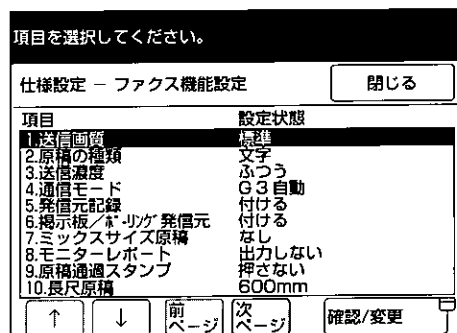 項目を選択してください。
仕様設定 － ファクス機能設定 閉じる
項目 設定状態
1.送信画質 標準
2.原稿の種類 文字
3.送信濃度 ふつう
4.通信モード G3自動
5.発信元記録 付ける
6.掲示板／ﾎﾟｰﾘﾝｸﾞ発信元 付ける
7.ミックスサイズ原稿 なし
8.モニターレポート 出力しない
9.原稿通過スタンプ 押さない
10.長尺原稿 600mm
↑ ↓ 前ページ 次ページ 確認/変更